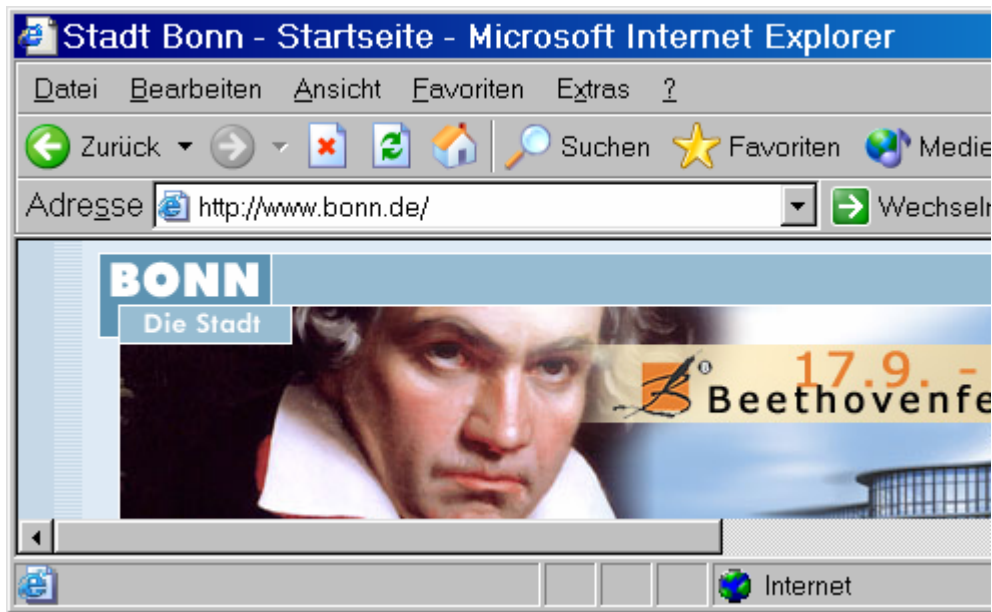 Stadt Bonn - Startseite - Microsoft Internet Explorer
Datei Bearbeiten Ansicht Favoriten Extras ?
Zurück Suchen Favoriten Medie
Adresse http://www.bonn.de/ Wechseln
BONN
Die Stadt
17.9. -
® Beethovenfe
Internet